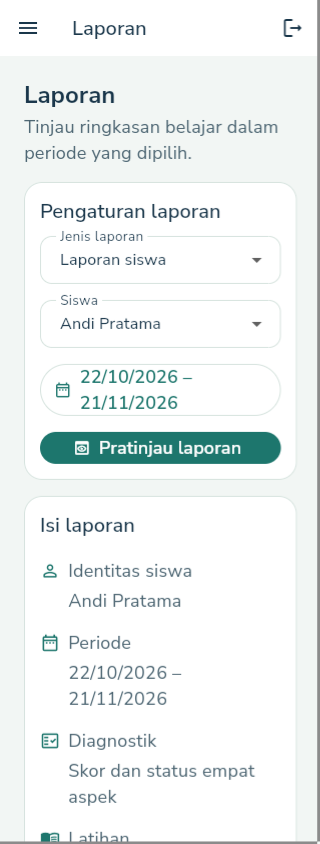 Laporan
Laporan
Tinjau ringkasan belajar dalam
periode yang dipilih.
Pengaturan laporan
Jenis laporan
Laporan siswa
Siswa
Andi Pratama
22/10/2026 –
21/11/2026
Pratinjau laporan
Isi laporan
Identitas siswa
Andi Pratama
Periode
22/10/2026 –
21/11/2026
Diagnostik
Skor dan status empat
aspek
Latihan